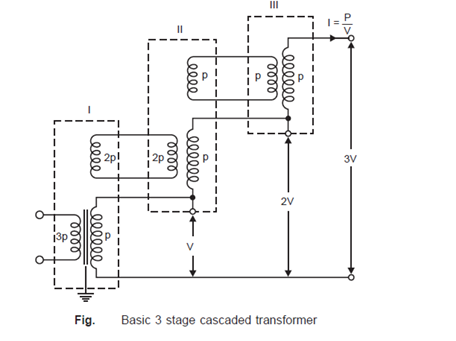 III
I = P/V
II
p
p
p
I
2p
2p
p
3V
2V
3p
p
V
Fig. Basic 3 stage cascaded transformer